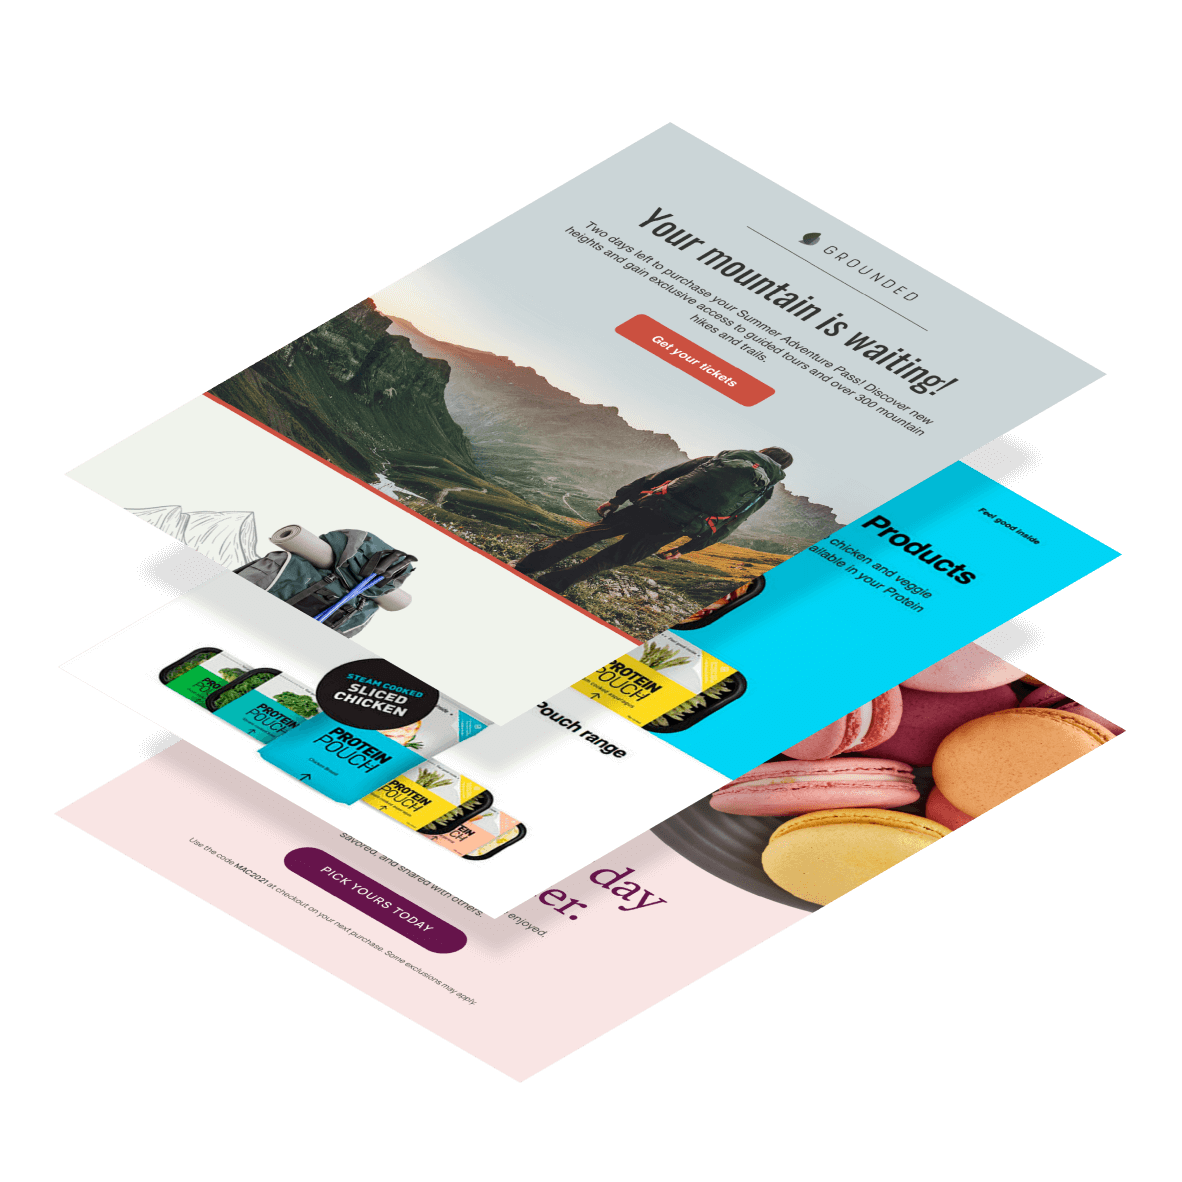 GROUNDED
Your mountain is waiting!
Two days left to purchase your Summer Adventure Pass! Discover new
heights and gain exclusive access to guided tours and over 300 mountain
hikes and trails.
Get your tickets
Feel good inside
Products
chicken and veggie
in your Protein
PROTEIN
POUCH
Pouch range
STEAM COOKED
SLICED
CHICKEN
PROTEIN
POUCH
PROTEIN
POUCH
Chicken Breast
PROTEIN
POUCH
day
enjoyed,
savored, and shared with others.
PICK YOURS TODAY
Use the code MAC2021 at checkout on your next purchase. Some exclusions may apply.